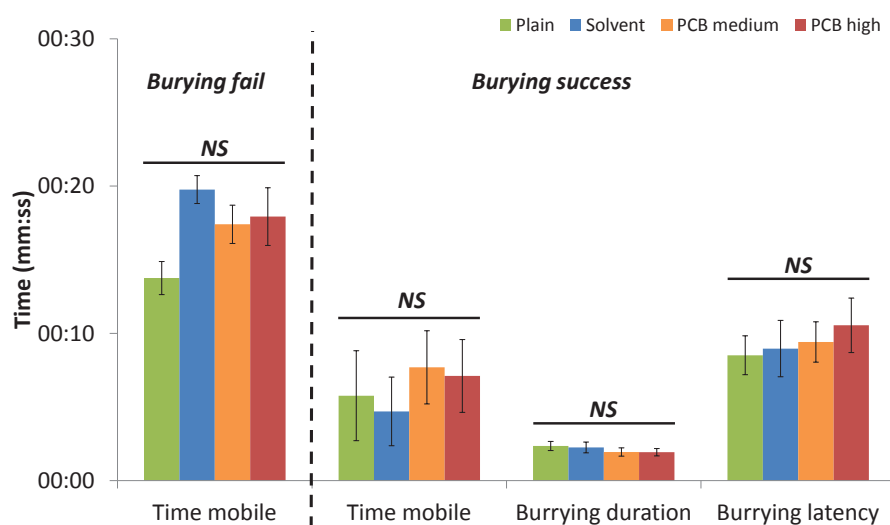 Plain Solvent PCB medium PCB high
00:30
Burying fail Burying success
NS
00:20
Time (mm:ss)
NS
NS
00:10
NS
00:00
Time mobile Time mobile Burrying duration Burrying latency